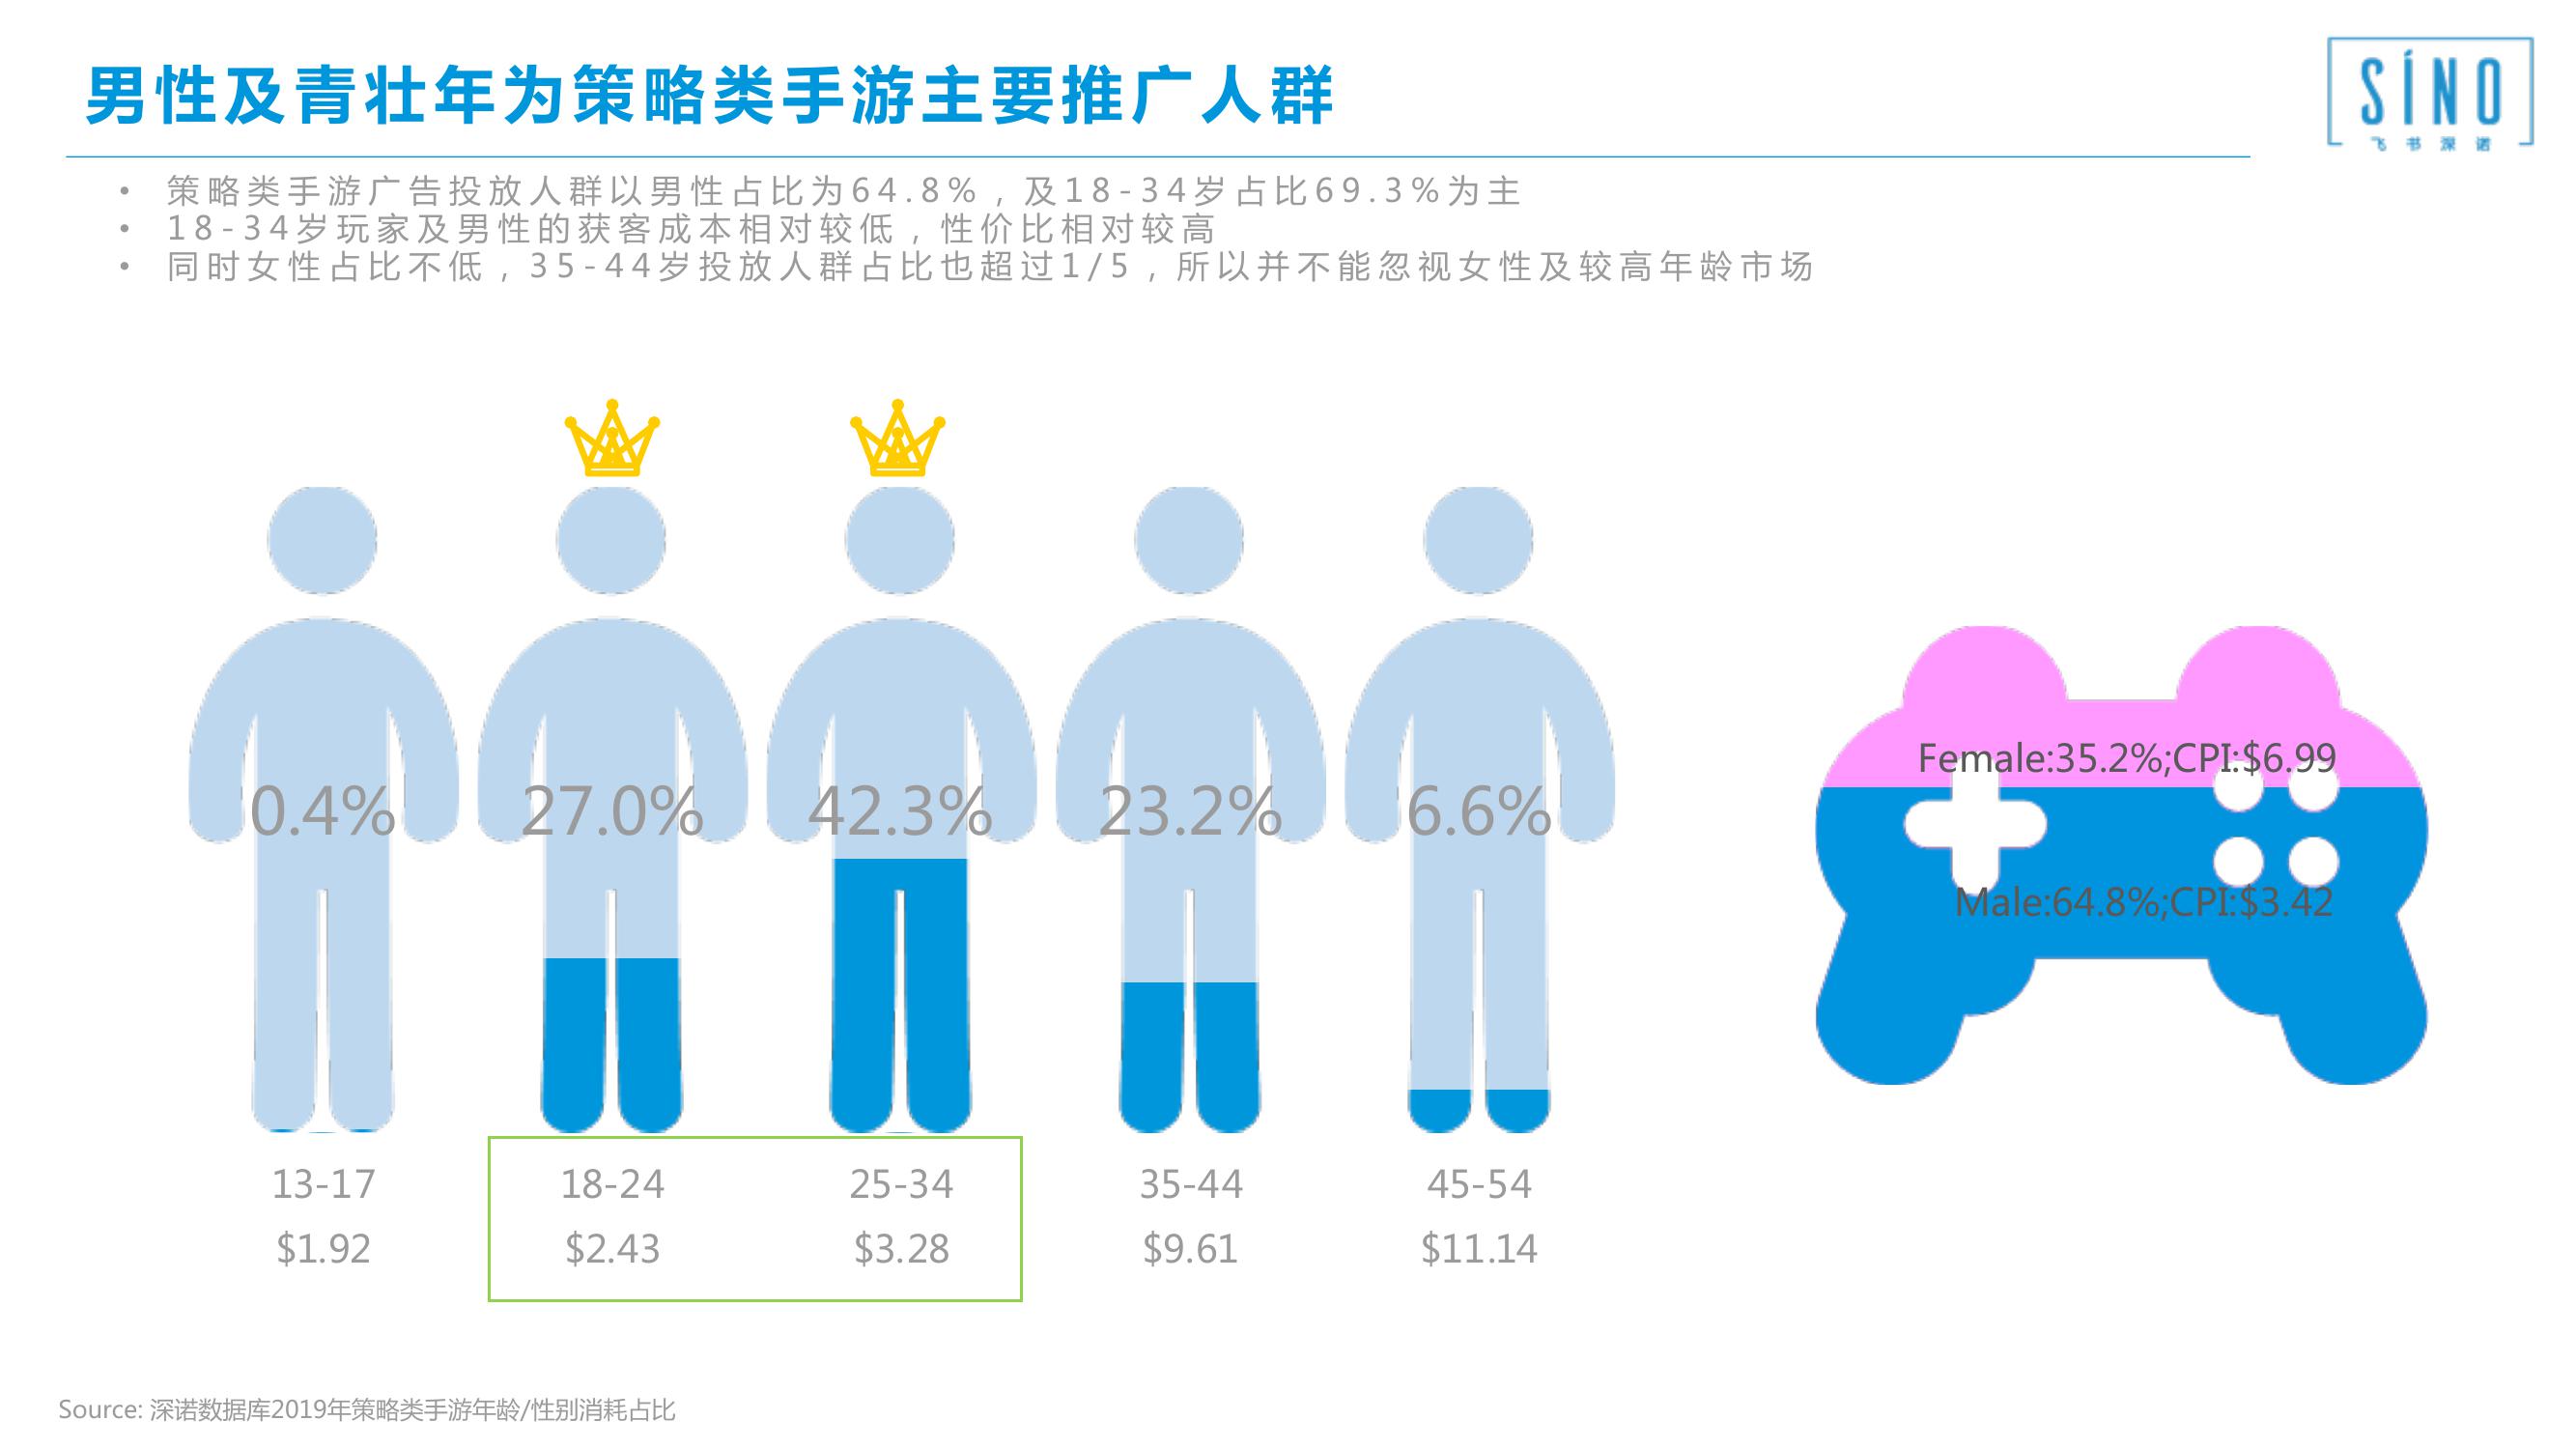 男性及青壮年为策略类手游主要推广人群
SÍNO
飞书深诺
• 策略类手游广告投放人群以男性占比为64.8%，及18-34岁占比69.3%为主
• 18-34岁玩家及男性的获客成本相对较低，性价比相对较高
• 同时女性占比不低，35-44岁投放人群占比也超过1/5，所以并不能忽视女性及较高年龄市场
0.4% 27.0% 42.3% 23.2% 6.6%
13-17 18-24 25-34 35-44 45-54
$1.92 $2.43 $3.28 $9.61 $11.14
Female:35.2%;CPI:$6.99
Male:64.8%;CPI:$3.42
Source: 深诺数据库2019年策略类手游年龄/性别消耗占比